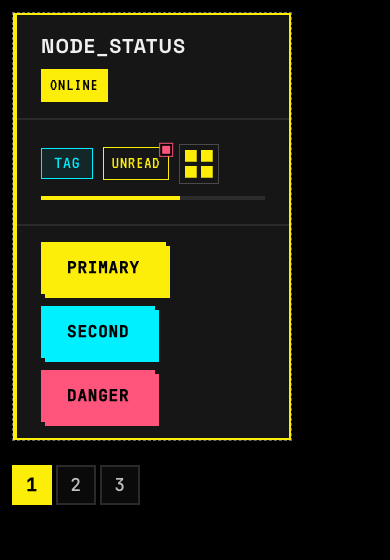 NODE_STATUS
ONLINE
TAG UNREAD
PRIMARY
SECOND
DANGER
1 2 3